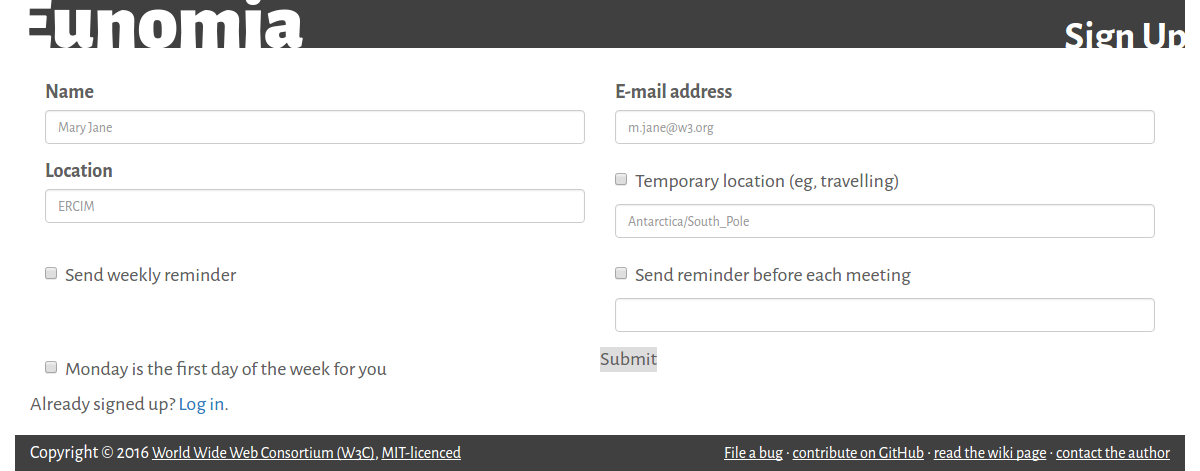 Eunomia
Sign Up
Name
E-mail address
Mary Jane
m.jane@w3.org
Location
Temporary location (eg, travelling)
ERCIM
Antarctica/South_Pole
Send weekly reminder
Send reminder before each meeting
Monday is the first day of the week for you
Submit
Already signed up? Log in.
Copyright © 2016 World Wide Web Consortium (W3C), MIT-licenced
File a bug · contribute on GitHub · read the wiki page · contact the author